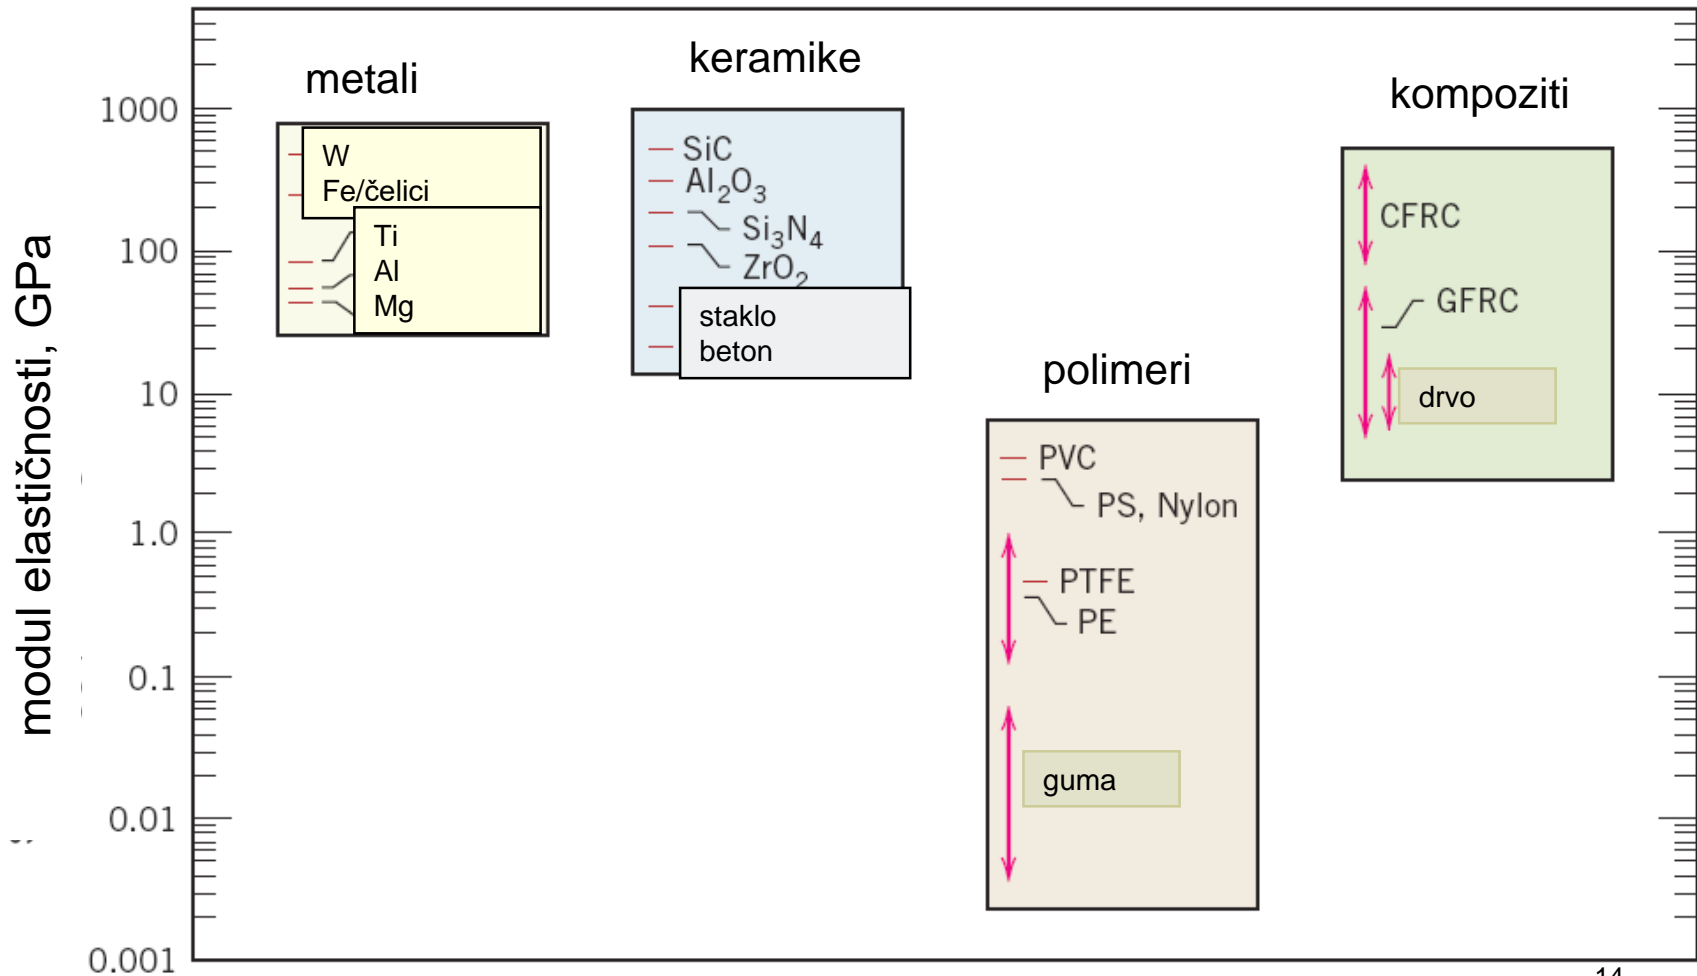 modul elastičnosti, GPa
1000
100
10
1.0
0.1
0.01
0.001
metali
W
Fe/čelici
Ti
Al
Mg
keramike
SiC
Al₂O₃
Si₃N₄
ZrO₂
staklo
beton
polimeri
PVC
PS, Nylon
PTFE
PE
guma
kompoziti
CFRC
GFRC
drvo
14